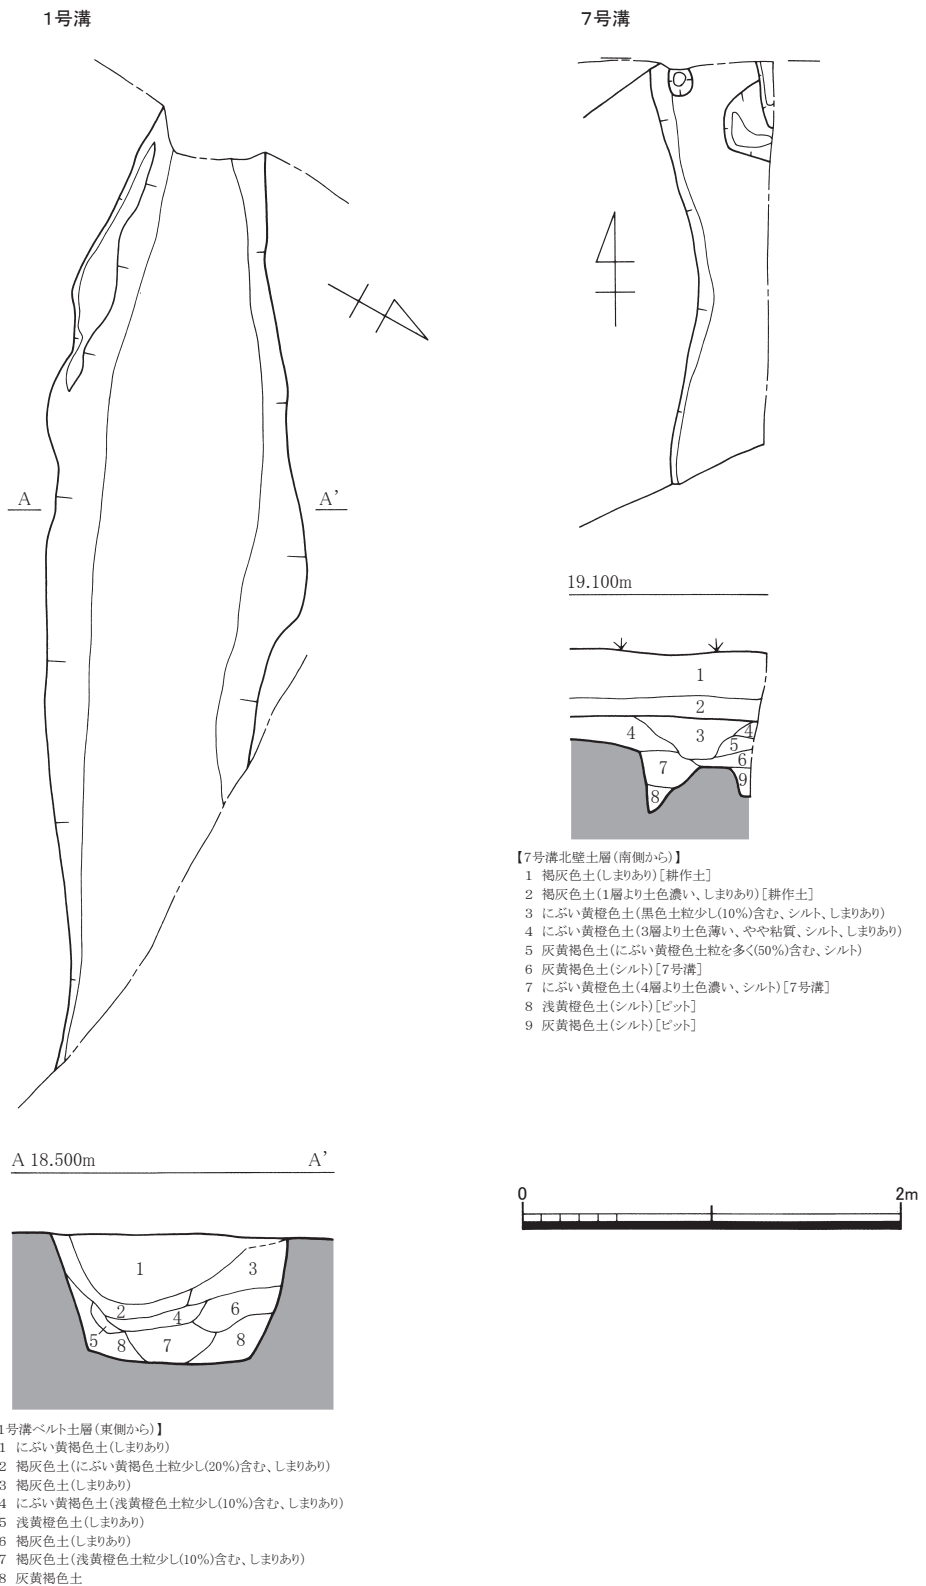 1号溝
7号溝
A
A’
19.100m
1
2
4
3
4
5
6
7
9
8
【7号溝北壁土層（南側から）】
1 褐灰色土（しまりあり）［耕作土］
2 褐灰色土（1層より土色濃い、しまりあり）［耕作土］
3 にぶい黄橙色土（黒色土粒少し（10％）含む、シルト、しまりあり）
4 にぶい黄橙色土（3層より土色薄い、やや粘質、シルト、しまりあり）
5 灰黄褐色土（にぶい黄橙色土粒を多く（50％）含む、シルト）
6 灰黄褐色土（シルト）［7号溝］
7 にぶい黄橙色土（4層より土色濃い、シルト）［7号溝］
8 浅黄橙色土（シルト）［ピット］
9 灰黄褐色土（シルト）［ピット］
A 18.500m A’
0 2m
1
3
2
4
6
5
8
7
8
1号溝ベルト土層（東側から）】
1 にぶい黄褐色土（しまりあり）
2 褐灰色土（にぶい黄褐色土粒少し（20％）含む、しまりあり）
3 褐灰色土（しまりあり）
4 にぶい黄褐色土（浅黄橙色土粒少し（10％）含む、しまりあり）
5 浅黄橙色土（しまりあり）
6 褐灰色土（しまりあり）
7 褐灰色土（浅黄橙色土粒少し（10％）含む、しまりあり）
8 灰黄褐色土